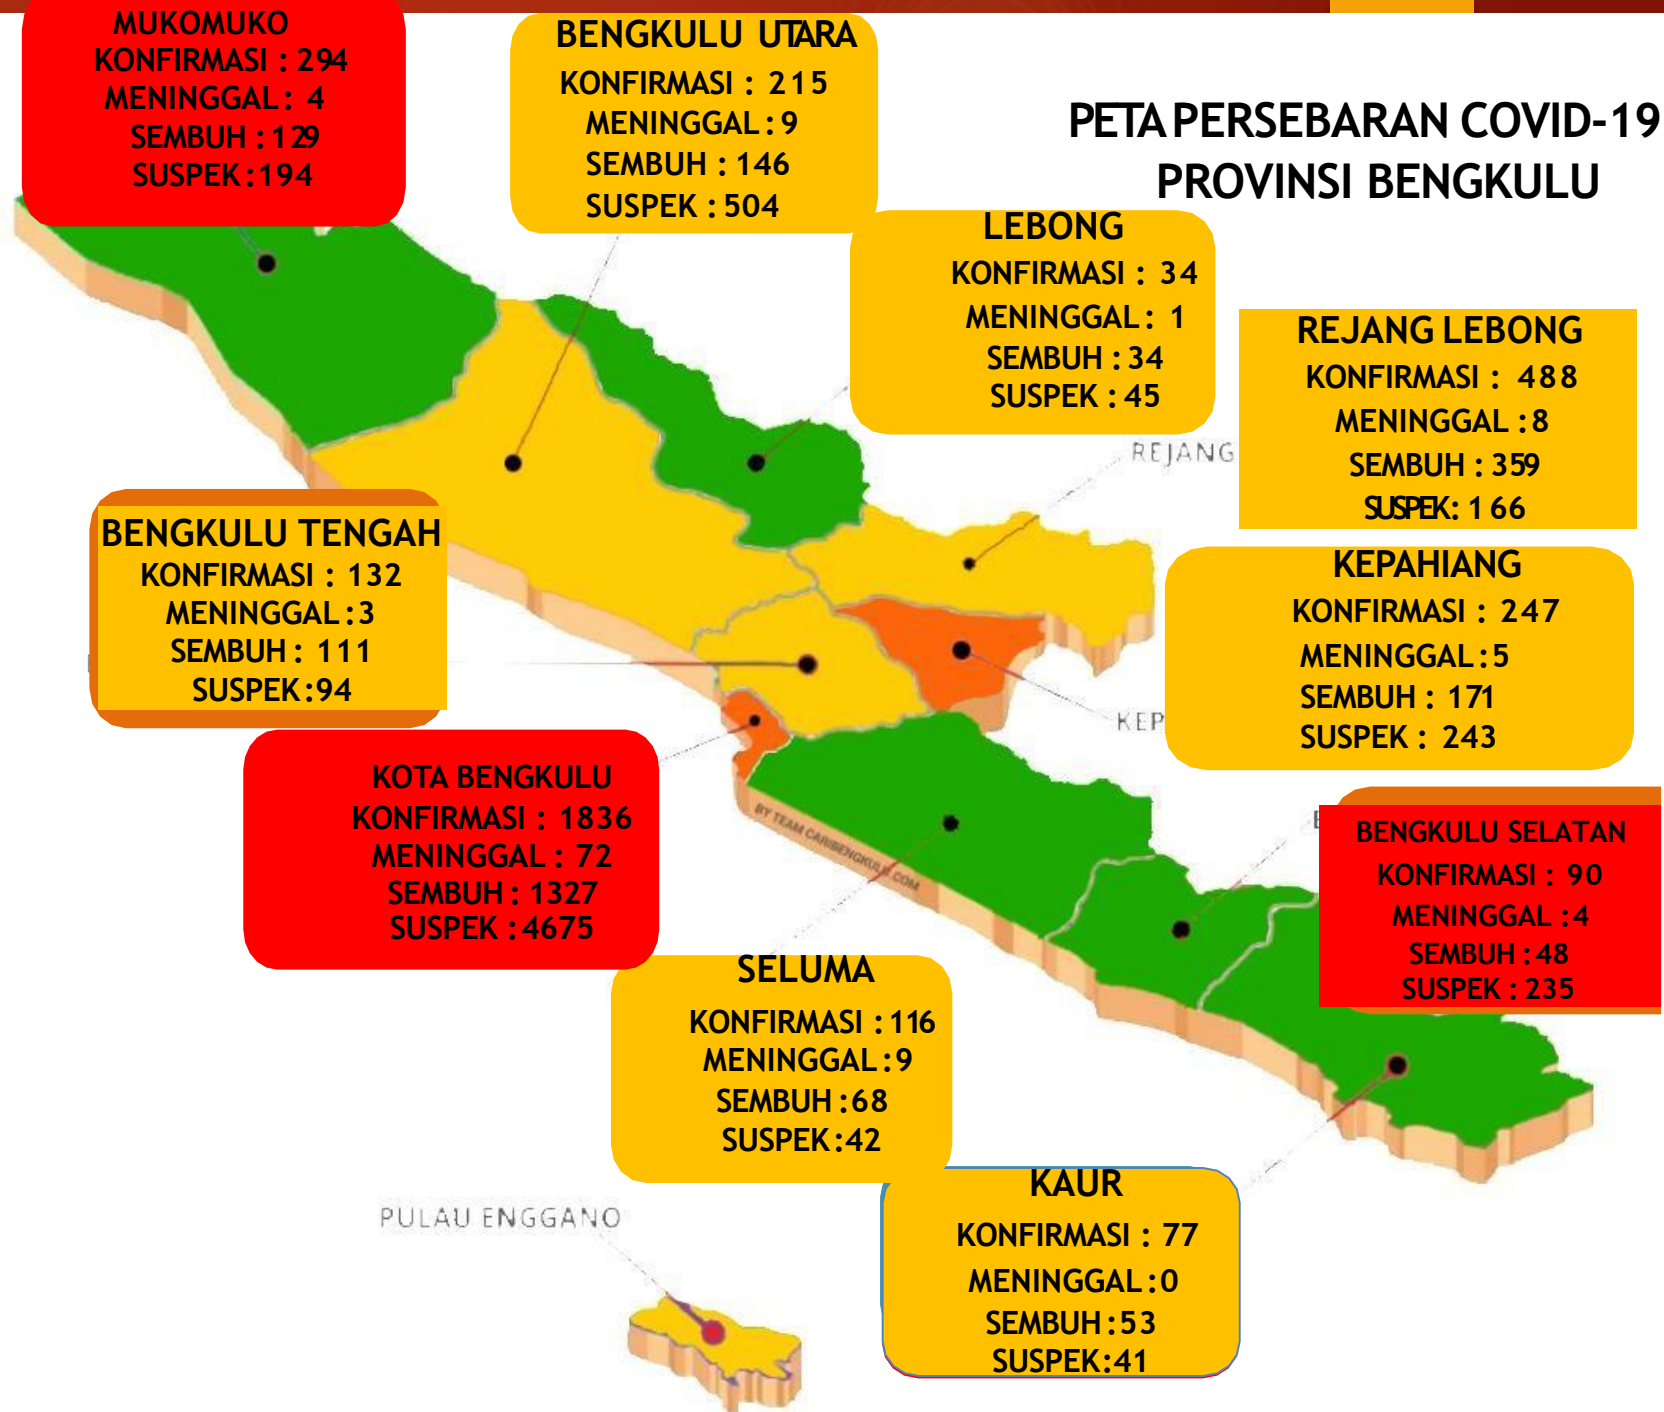 MUKOMUKO
KONFIRMASI : 294
MENINGGAL : 4
SEMBUH : 129
SUSPEK : 194
BENGKULU UTARA
KONFIRMASI : 215
MENINGGAL : 9
SEMBUH : 146
SUSPEK : 504
PETA PERSEBARAN COVID-19
PROVINSI BENGKULU
LEBONG
KONFIRMASI : 34
MENINGGAL : 1
SEMBUH : 34
SUSPEK : 45
REJANG LEBONG
KONFIRMASI : 488
MENINGGAL : 8
SEMBUH : 359
SUSPEK : 166
REJANG
BENGKULU TENGAH
KONFIRMASI : 132
MENINGGAL : 3
SEMBUH : 111
SUSPEK : 94
KEPAHIANG
KONFIRMASI : 247
MENINGGAL : 5
SEMBUH : 171
SUSPEK : 243
KEP
KOTA BENGKULU
KONFIRMASI : 1836
MENINGGAL : 72
SEMBUH : 1327
SUSPEK : 4675
BY TEAM CARIBENGKULU.COM
BENGKULU SELATAN
KONFIRMASI : 90
MENINGGAL : 4
SEMBUH : 48
SUSPEK : 235
SELUMA
KONFIRMASI : 116
MENINGGAL : 9
SEMBUH : 68
SUSPEK : 42
KAUR
KONFIRMASI : 77
MENINGGAL : 0
SEMBUH : 53
SUSPEK : 41
PULAU ENGGANO